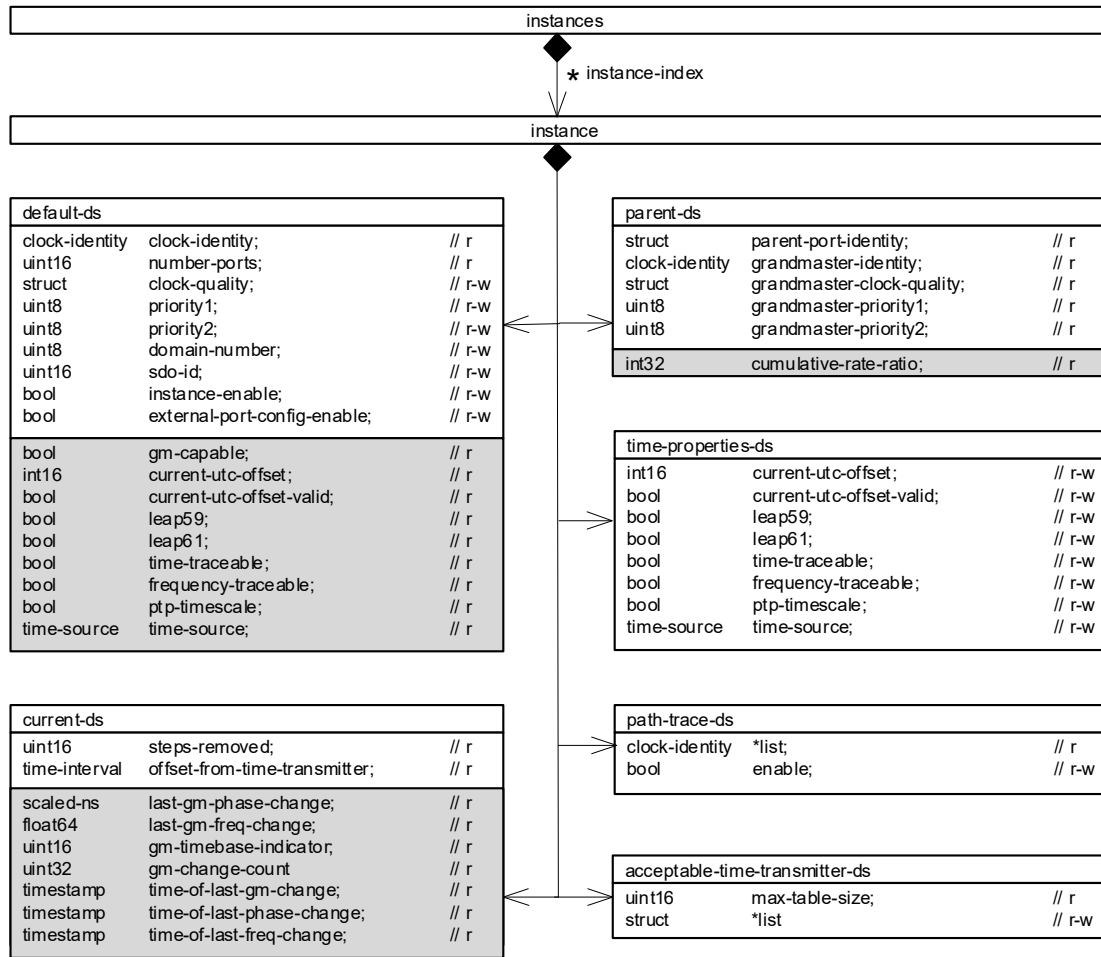 instances
* instance-index
instance
default-ds
clock-identity clock-identity; // r
uint16 number-ports; // r
struct clock-quality; // r-w
uint8 priority1; // r-w
uint8 priority2; // r-w
uint8 domain-number; // r-w
uint16 sdo-id; // r-w
bool instance-enable; // r-w
bool external-port-config-enable; // r-w
bool gm-capable; // r
int16 current-utc-offset; // r
bool current-utc-offset-valid; // r
bool leap59; // r
bool leap61; // r
bool time-traceable; // r
bool frequency-traceable; // r
bool ptp-timescale; // r
time-source time-source; // r
parent-ds
struct parent-port-identity; // r
clock-identity grandmaster-identity; // r
struct grandmaster-clock-quality; // r
uint8 grandmaster-priority1; // r
uint8 grandmaster-priority2; // r
int32 cumulative-rate-ratio; // r
time-properties-ds
int16 current-utc-offset; // r-w
bool current-utc-offset-valid; // r-w
bool leap59; // r-w
bool leap61; // r-w
bool time-traceable; // r-w
bool frequency-traceable; // r-w
bool ptp-timescale; // r-w
time-source time-source; // r-w
current-ds
uint16 steps-removed; // r
time-interval offset-from-time-transmitter; // r
scaled-ns last-gm-phase-change; // r
float64 last-gm-freq-change; // r
uint16 gm-timebase-indicator; // r
uint32 gm-change-count // r
timestamp time-of-last-gm-change; // r
timestamp time-of-last-phase-change; // r
timestamp time-of-last-freq-change; // r
path-trace-ds
clock-identity *list; // r
bool enable; // r-w
acceptable-time-transmitter-ds
uint16 max-table-size; // r
struct *list // r-w